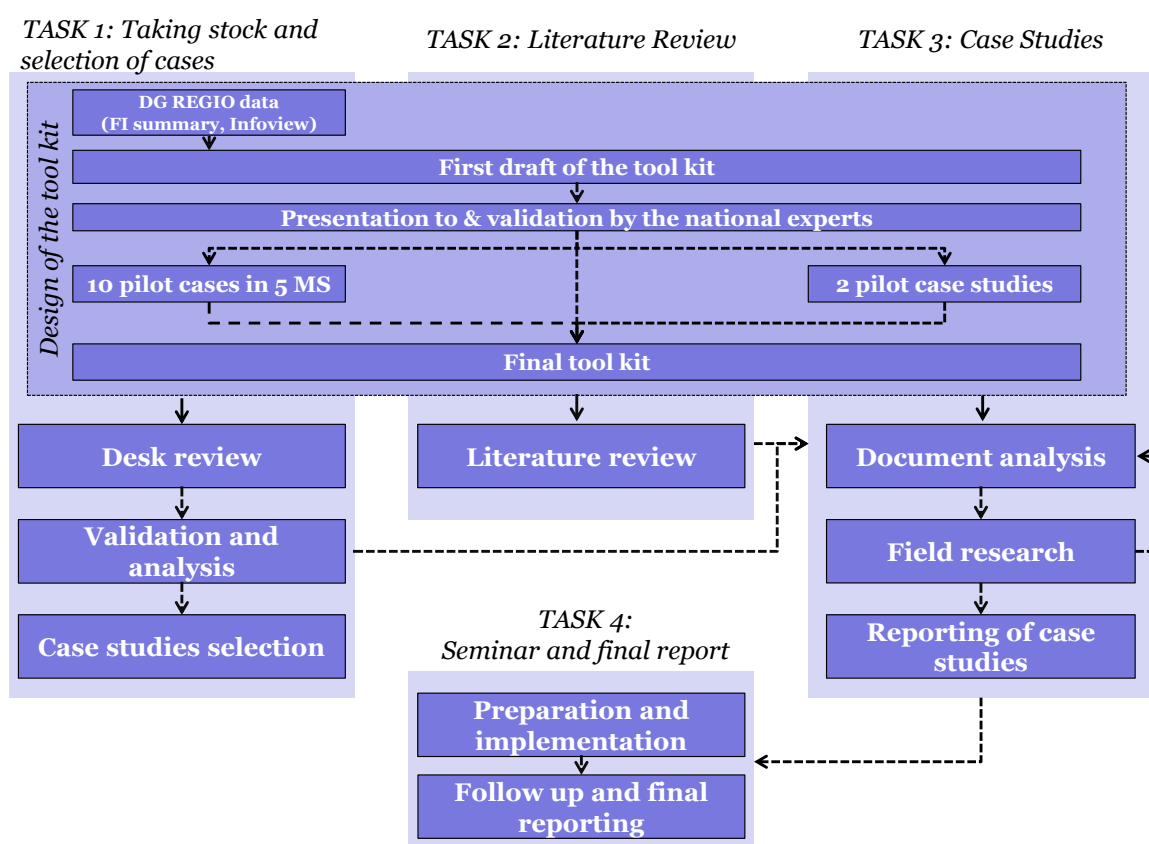 TASK 1: Taking stock and
selection of cases
TASK 2: Literature Review
TASK 3: Case Studies
Design of the tool kit
DG REGIO data
(FI summary, Infoview)
First draft of the tool kit
Presentation to & validation by the national experts
10 pilot cases in 5 MS
2 pilot case studies
Final tool kit
Desk review
Literature review
Document analysis
Validation and
analysis
Field research
Case studies selection
TASK 4:
Seminar and final report
Reporting of case
studies
Preparation and
implementation
Follow up and final
reporting